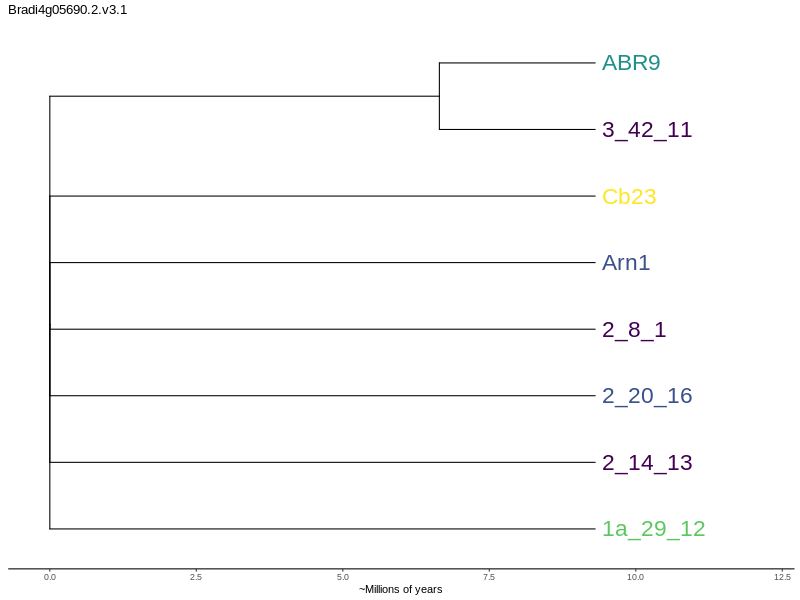 Bradi4g05690.2.v3.1
ABR9
3_42_11
Cb23
Arn1
2_8_1
2_20_16
2_14_13
1a_29_12
0.0 2.5 5.0 7.5 10.0 12.5
~Millions of years